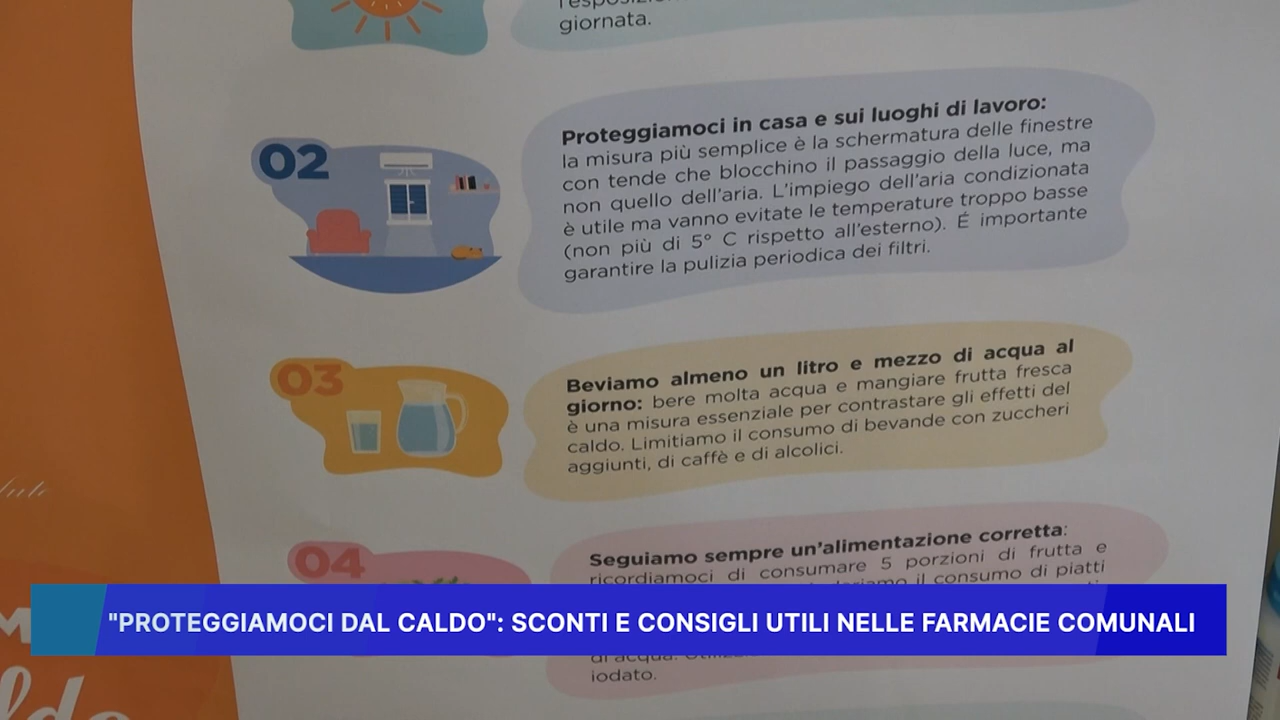 giornata.
02
Proteggiamoci in casa e sui luoghi di lavoro:
la misura più semplice è la schermatura delle finestre
con tende che blocchino il passaggio della luce, ma
non quello dell'aria. L'impiego dell'aria condizionata
è utile ma vanno evitate le temperature troppo basse
(non più di 5° C rispetto all'esterno). É importante
garantire la pulizia periodica dei filtri.
03
Beviamo almeno un litro e mezzo di acqua al
giorno: bere molta acqua e mangiare frutta fresca
è una misura essenziale per contrastare gli effetti del
caldo. Limitiamo il consumo di bevande con zuccheri
aggiunti, di caffè e di alcolici.
04
Seguiamo sempre un'alimentazione corretta:
ricordiamoci di consumare 5 porzioni di frutta e
il consumo di piatti
"PROTEGGIAMOCI DAL CALDO": SCONTI E CONSIGLI UTILI NELLE FARMACIE COMUNALI
di acqua.
iodato.